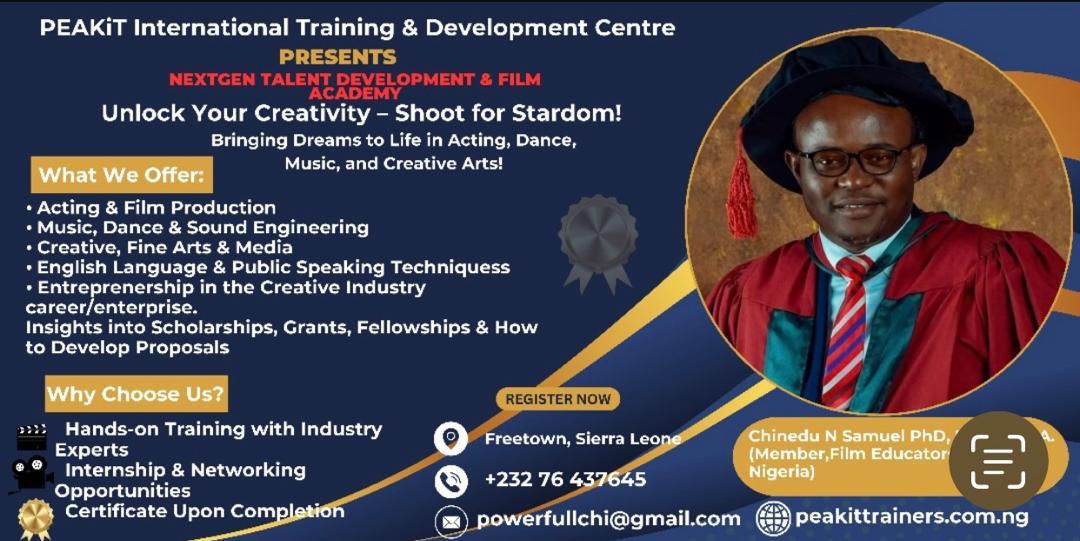 PEAKiT International Training & Development Centre
PRESENTS
NEXTGEN TALENT DEVELOPMENT & FILM
ACADEMY
Unlock Your Creativity – Shoot for Stardom!
Bringing Dreams to Life in Acting, Dance,
Music, and Creative Arts!
What We Offer:
• Acting & Film Production
• Music, Dance & Sound Engineering
• Creative, Fine Arts & Media
• English Language & Public Speaking Techniquess
• Entreprenership in the Creative Industry
career/enterprise.
Insights into Scholarships, Grants, Fellowships & How
to Develop Proposals
Why Choose Us?
Hands-on Training with Industry
Experts
Internship & Networking
Opportunities
Certificate Upon Completion
REGISTER NOW
Freetown, Sierra Leone
+232 76 437645
powerfullchi@gmail.com
peakittrainers.com.ng
Chinedu N Samuel PhD,
(Member,Film Educator
Nigeria)